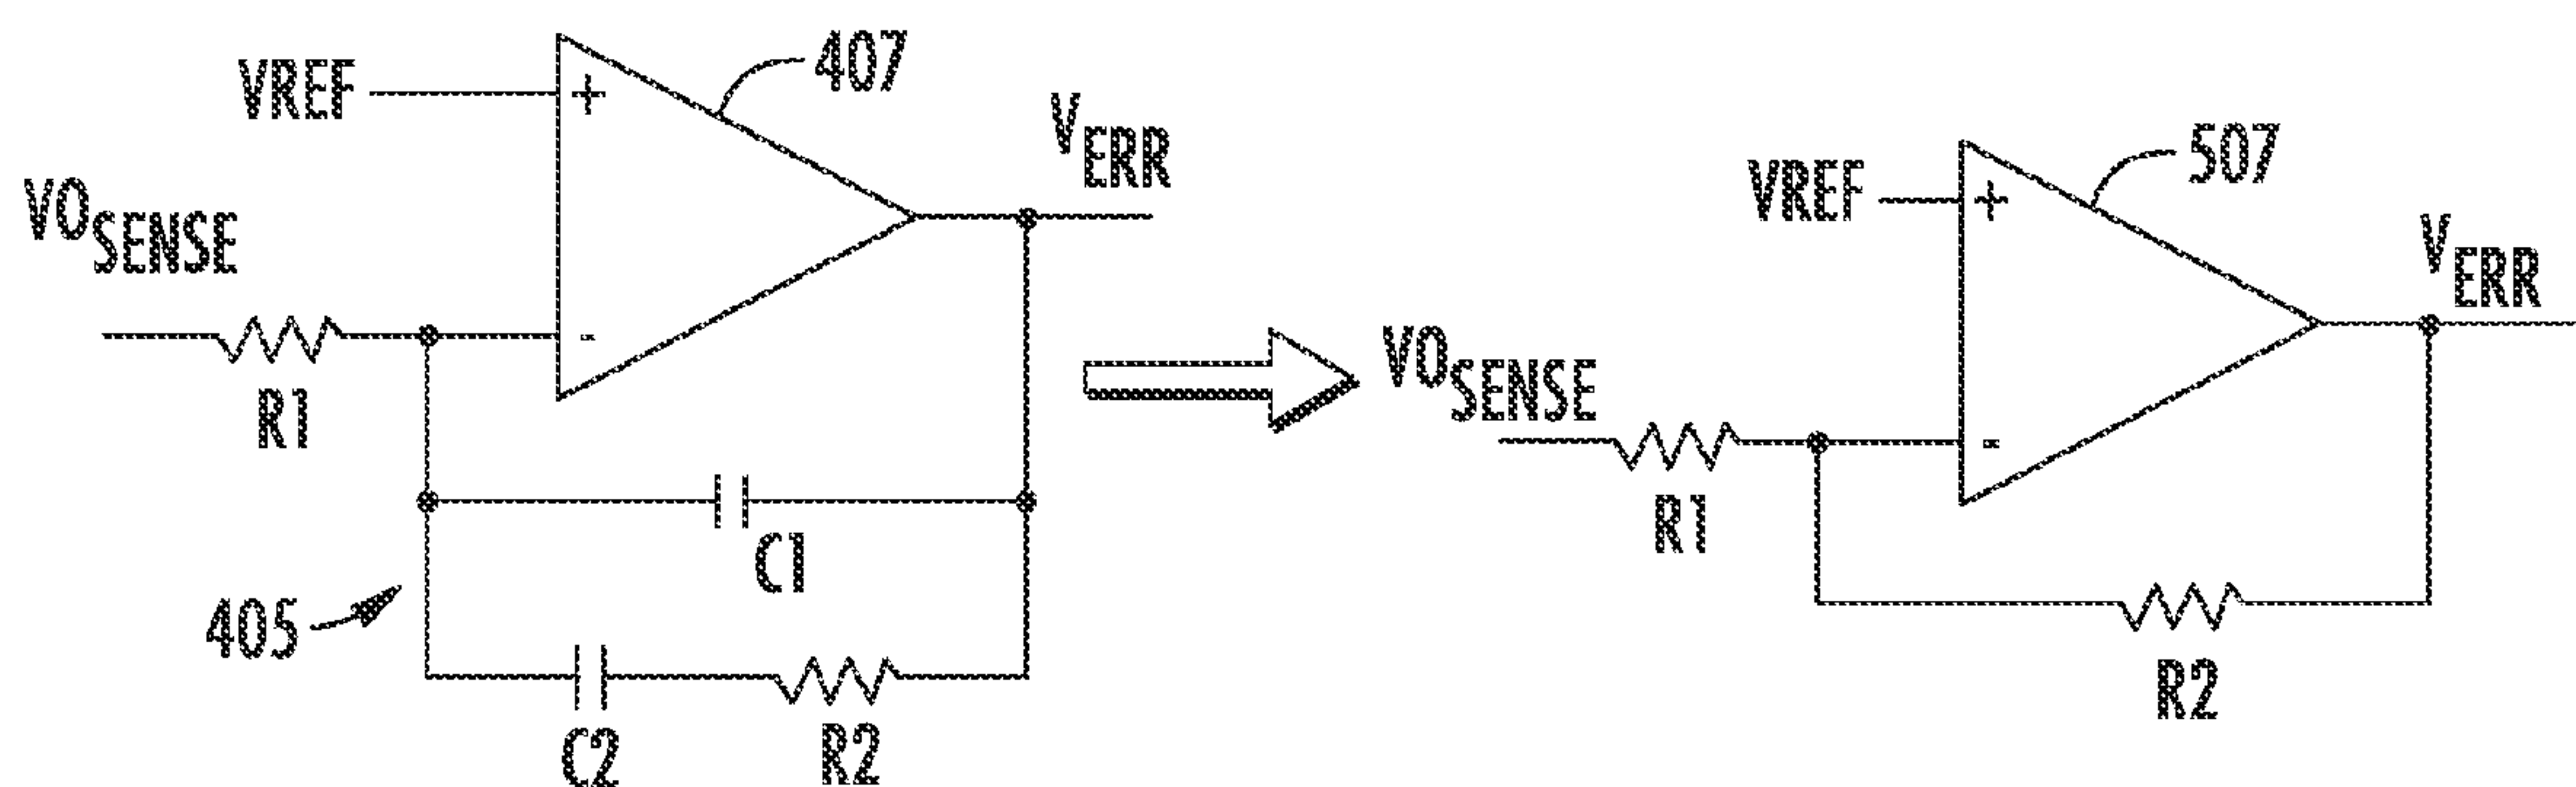 VREF
+
407
VERR
VOSENSE
R1
-
C1
405
C2
R2
VREF
+
507
VERR
VOSENSE
R1
-
R2